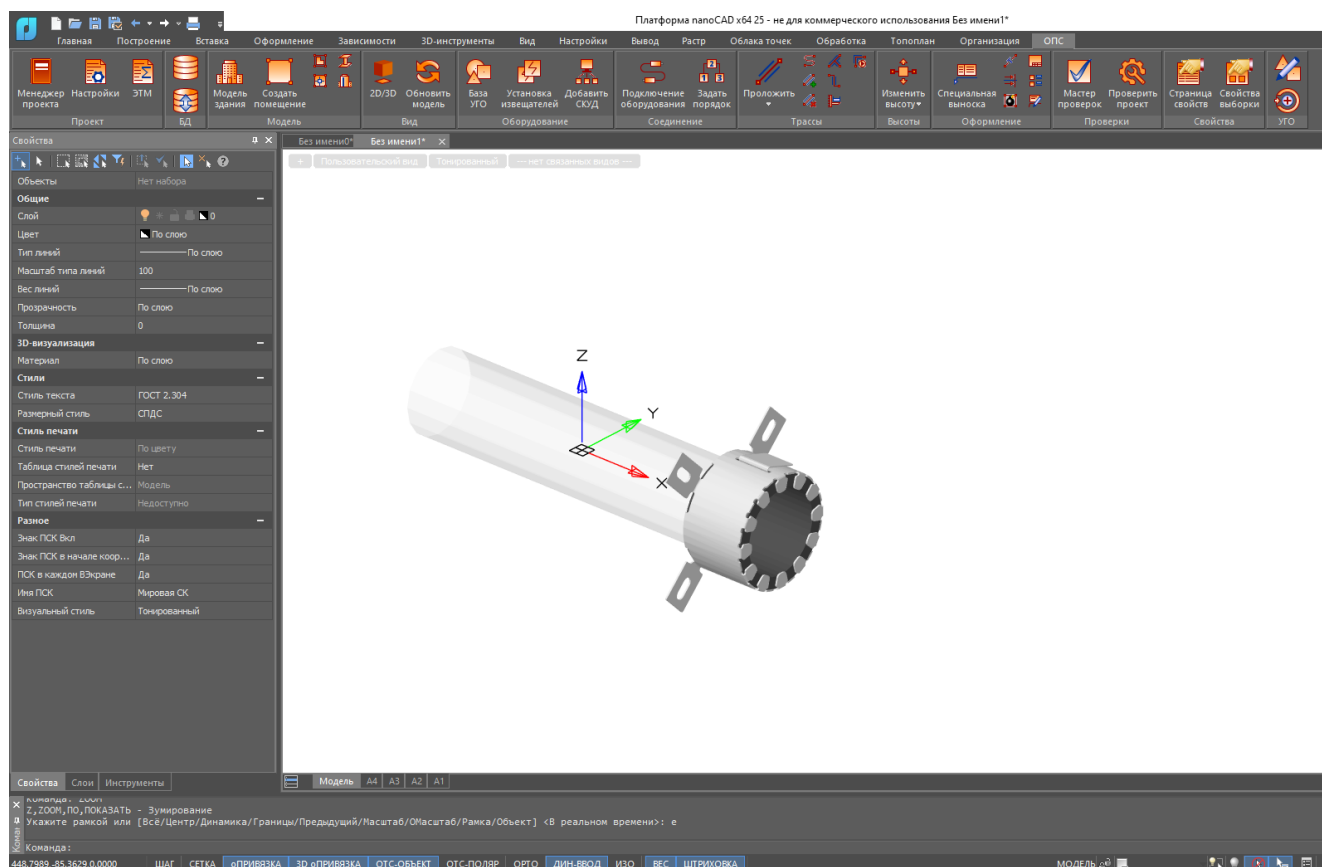 Платформа nanoCAD x64 25 - не для коммерческого использования Без имени1*
Главная Построение Вставка Оформление Зависимости 3D-инструменты Вид Настройки Вывод Растр Облака точек Обработка Топоплан Организация ОПС
Менеджер проекта Настройки ЭТМ Модель здания Создать помещение 2D/3D Обновить модель База УГО Установка извещателей Добавить СКУД Подключение оборудования Задать порядок Проложить Изменить высоту Специальная выноска Мастер проверок Проверить проект Страница свойств Свойства выборки
Проект БД Модель Вид Оборудование Соединение Трассы Высоты Оформление Проверки Свойства УГО
Свойства
Без имени0* Без имени1*
+ Пользовательский вид Тонированный --- нет связанных видов ---
Объекты Нет набора
Общие
Слой 0
Цвет По слою
Тип линий По слою
Масштаб типа линий 100
Вес линий По слою
Прозрачность По слою
Толщина 0
3D-визуализация
Материал По слою
Стили
Стиль текста ГОСТ 2.304
Размерный стиль СПДС
Стиль печати
Стиль печати По цвету
Таблица стилей печати Нет
Пространство таблицы с... Модель
Тип стилей печати Недоступно
Разное
Знак ПСК Вкл Да
Знак ПСК в начале коор... Да
ПСК в каждом ВЭкране Да
Имя ПСК Мировая СК
Визуальный стиль Тонированный
Z
Y
X
Свойства Слои Инструменты
Модель A4 A3 A2 A1
Команда: ZOOM
Z,ZOOM,ПО,ПОКАЗАТЬ - Зумирование
Укажите рамкой или [Всё/Центр/Динамика/Границы/Предыдущий/Масштаб/ОМасштаб/Рамка/Объект] <В реальном времени>: е
Команда:
448.7989,-85.3629,0.0000 ШАГ СЕТКА оПРИВЯЗКА 3D оПРИВЯЗКА ОТС-ОБЪЕКТ ОТС-ПОЛЯР ОРТО ДИН-ВВОД ИЗО ВЕС ШТРИХОВКА МОДЕЛЬ